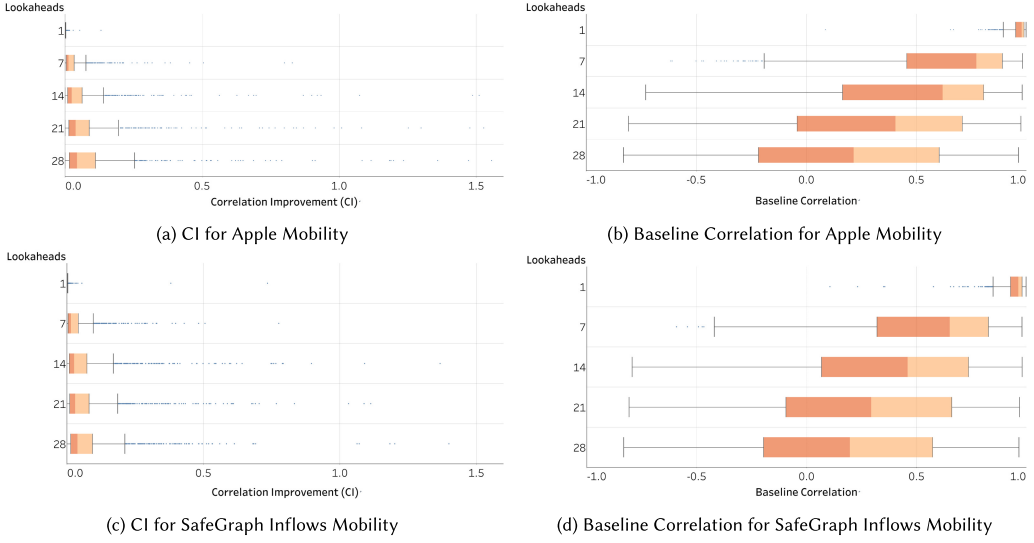 Lookaheads
1
7
14
21
28
0.0 0.5 1.0 1.5
Correlation Improvement (CI)
(a) CI for Apple Mobility
Lookaheads
1
7
14
21
28
-1.0 -0.5 0.0 0.5 1.0
Baseline Correlation
(b) Baseline Correlation for Apple Mobility
Lookaheads
1
7
14
21
28
0.0 0.5 1.0 1.5
Correlation Improvement (CI)
(c) CI for SafeGraph Inflows Mobility
Lookaheads
1
7
14
21
28
-1.0 -0.5 0.0 0.5 1.0
Baseline Correlation
(d) Baseline Correlation for SafeGraph Inflows Mobility